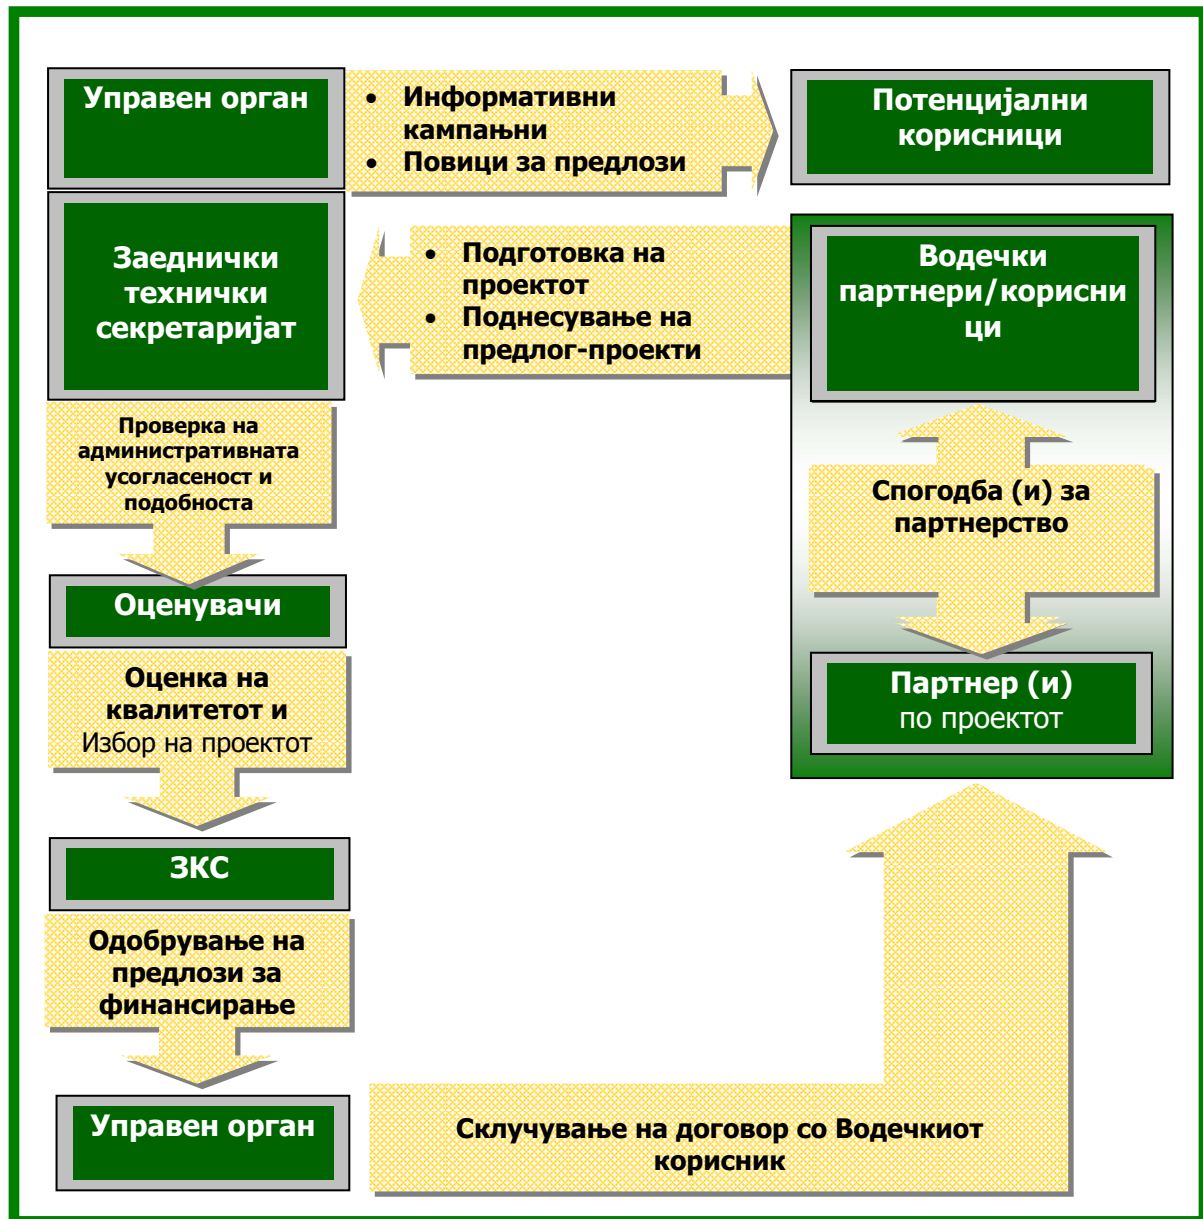 Управен орган
• Информативни
кампањни
• Повици за предлози
Потенцијални
корисници
Заеднички
технички
секретаријат
• Подготовка на
проектот
• Поднесување на
предлог-проекти
Водечки
партнери/корисни
ци
Проверка на
административната
усогласеност и
подобноста
Спогодба (и) за
партнерство
Оценувачи
Оценка на
квалитетот и
Избор на проектот
Партнер (и)
по проектот
ЗКС
Одобрување на
предлози за
финансирање
Управен орган
Склучување на договор со Водечкиот
корисник